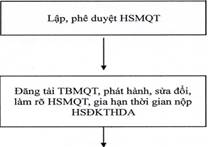 Lập, phê duyệt HSMQT
Đăng tải TBMQT, phát hành, sửa đổi,
làm rõ HSMQT, gia hạn thời gian nộp
HSĐKTHDA